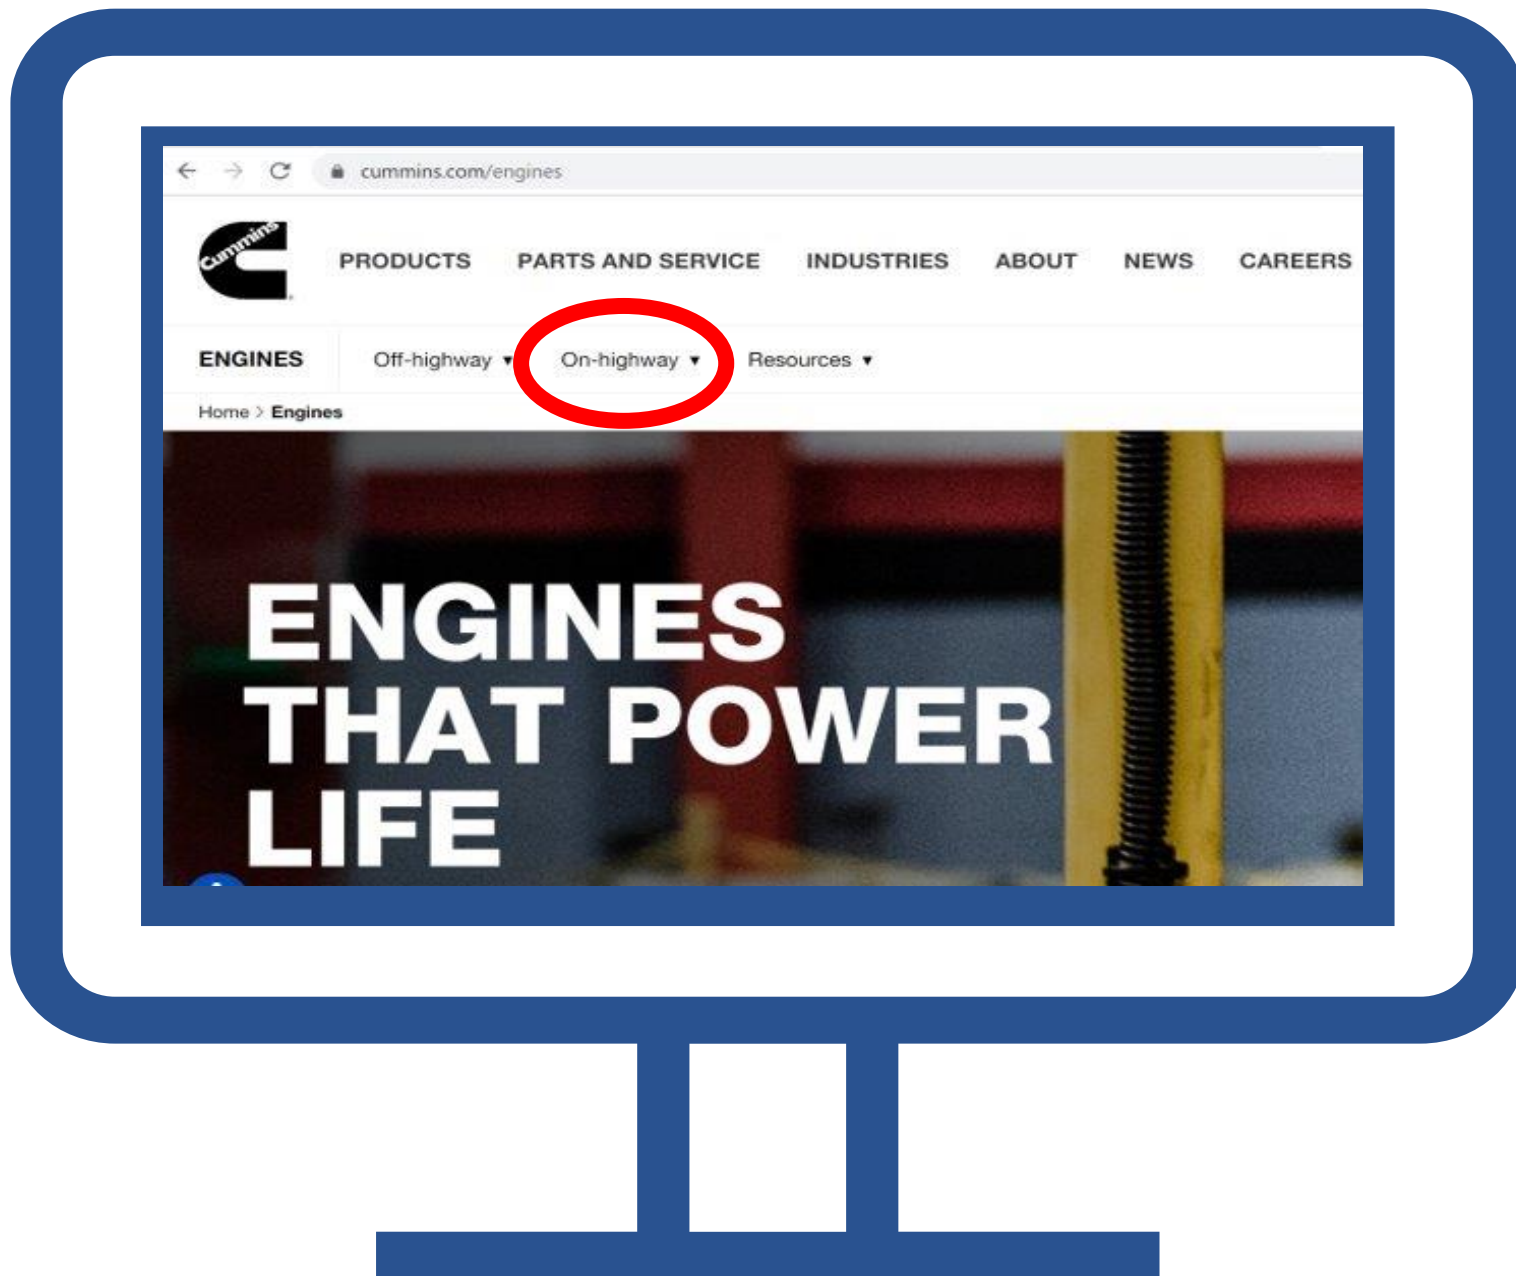 cummins.com/engines
Cummins
PRODUCTS PARTS AND SERVICE INDUSTRIES ABOUT NEWS CAREERS
ENGINES Off-highway ▼ On-highway ▼ Resources ▼
Home > Engines
ENGINES
THAT POWER
LIFE